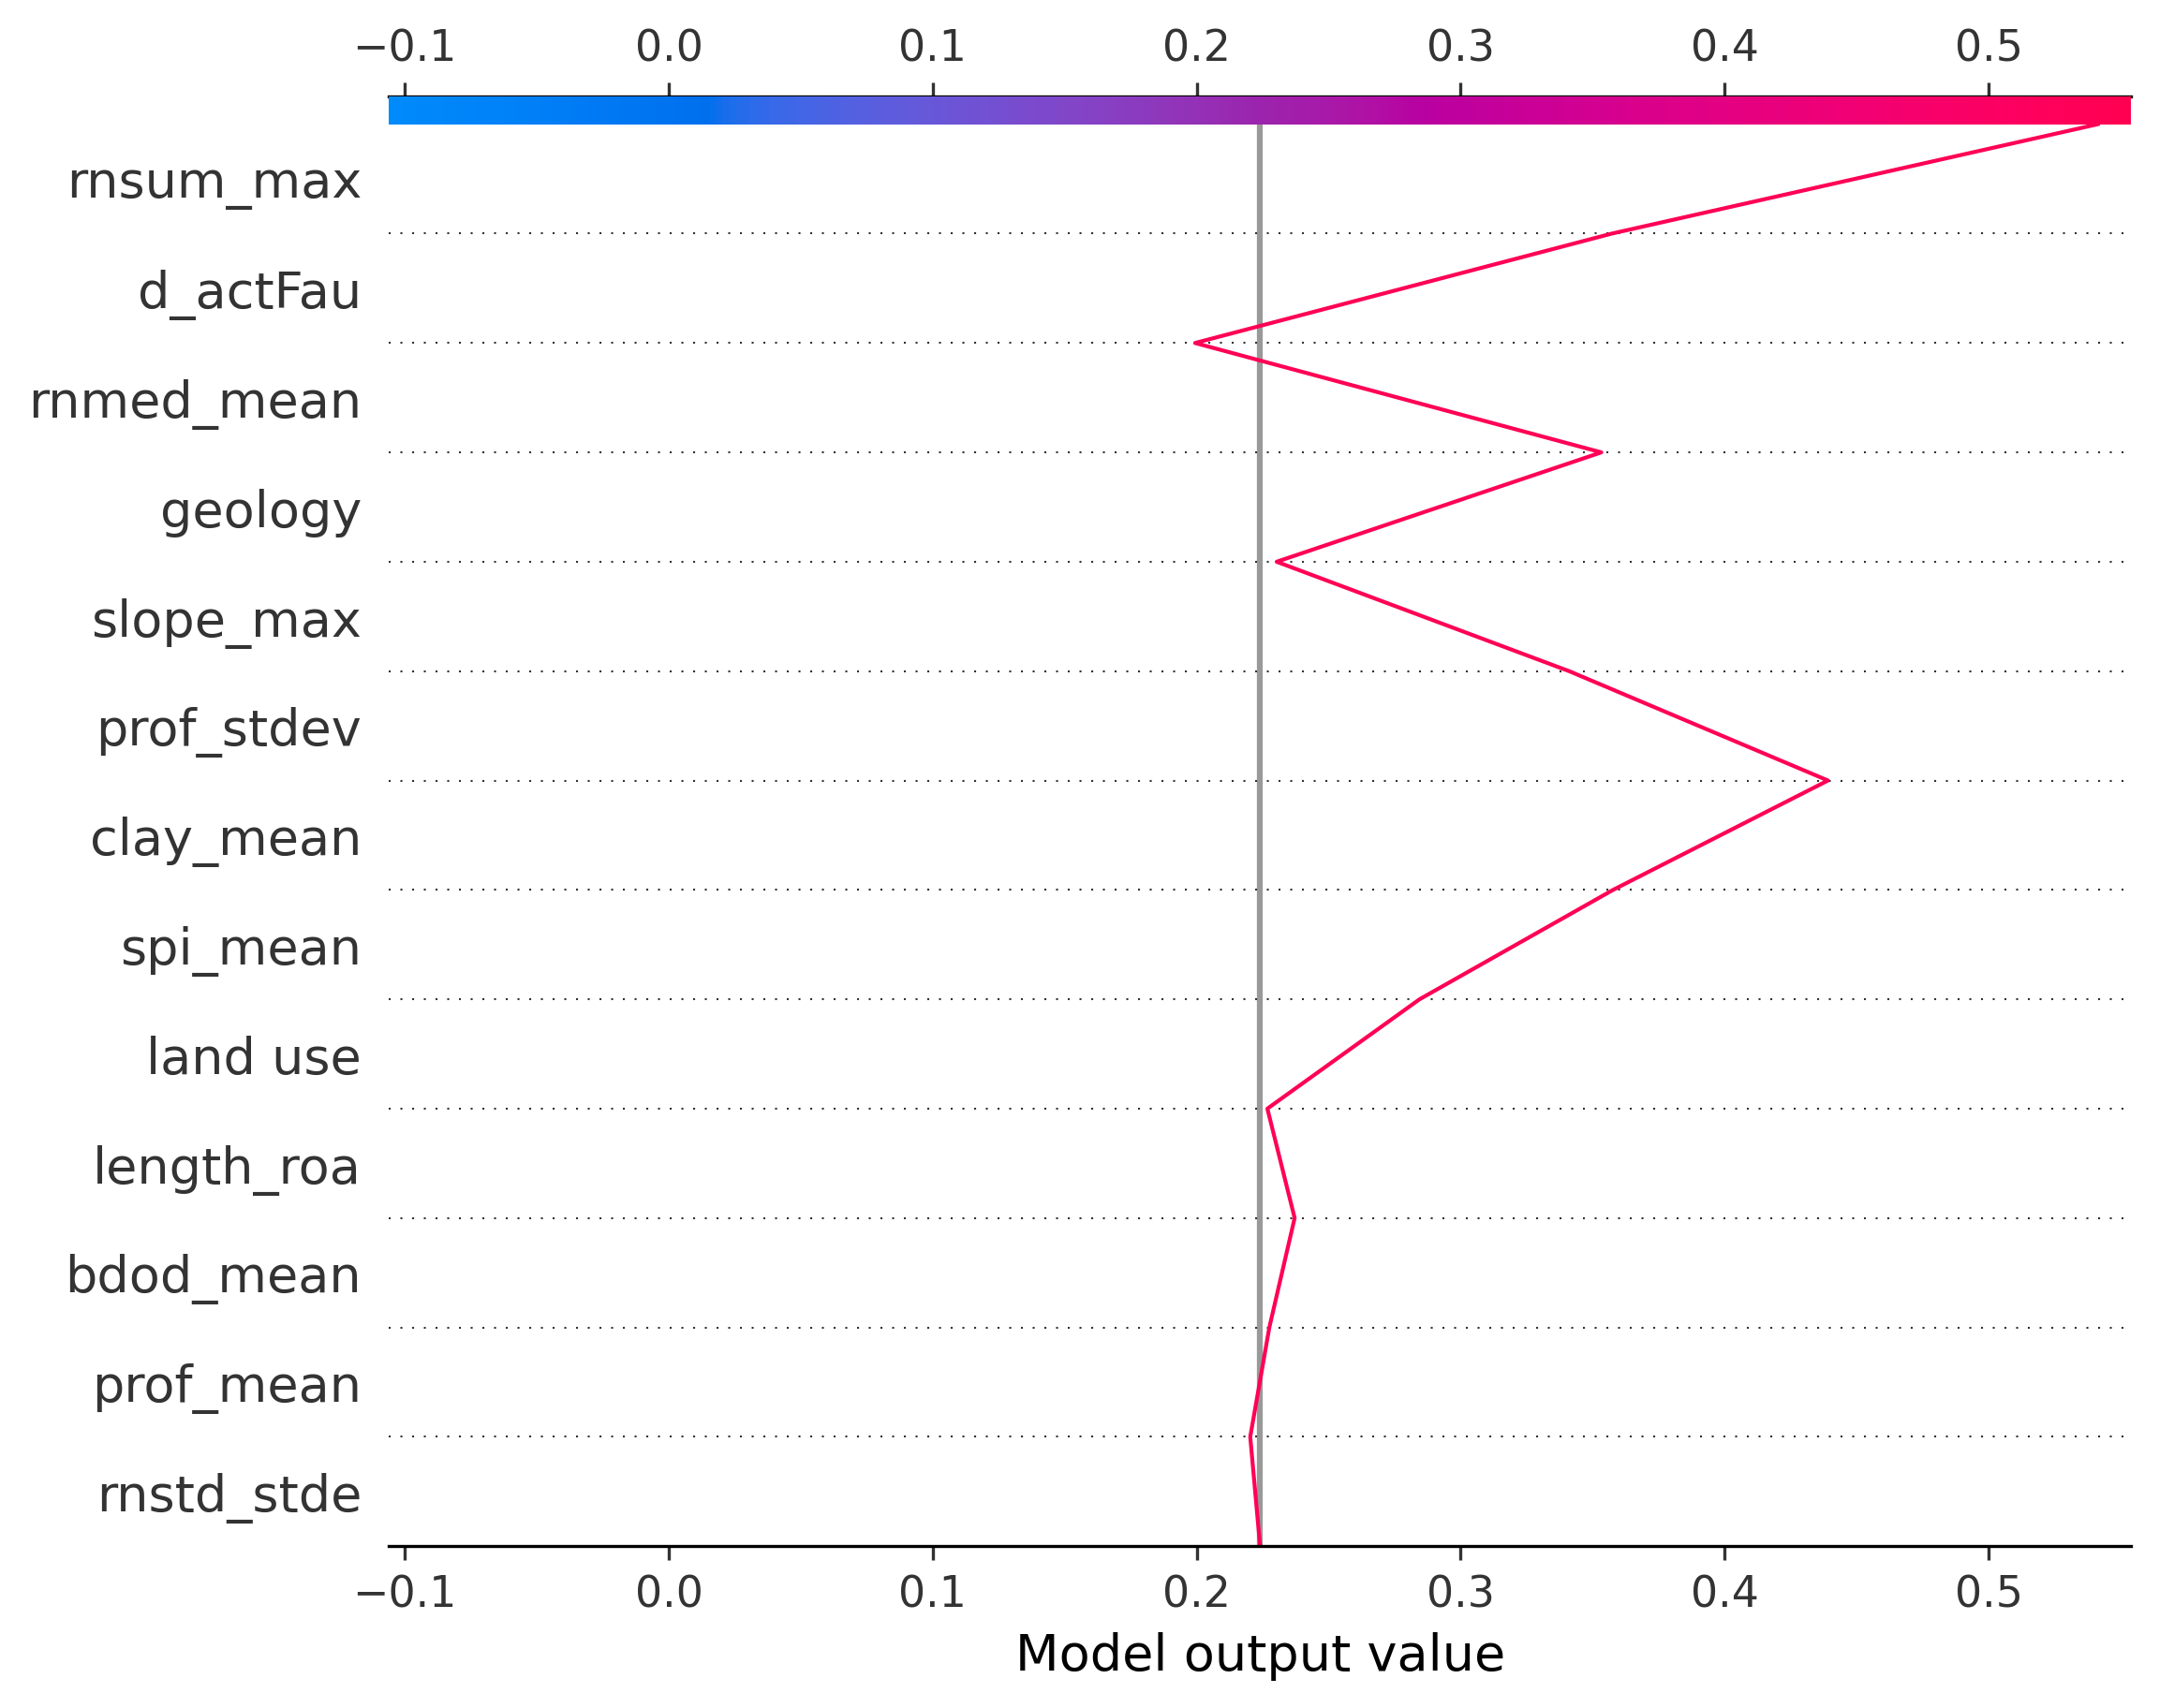 −0.1 0.0 0.1 0.2 0.3 0.4 0.5
rnsum_max
d_actFau
rnmed_mean
geology
slope_max
prof_stdev
clay_mean
spi_mean
land use
length_roa
bdod_mean
prof_mean
rnstd_stde
−0.1 0.0 0.1 0.2 0.3 0.4 0.5
Model output value